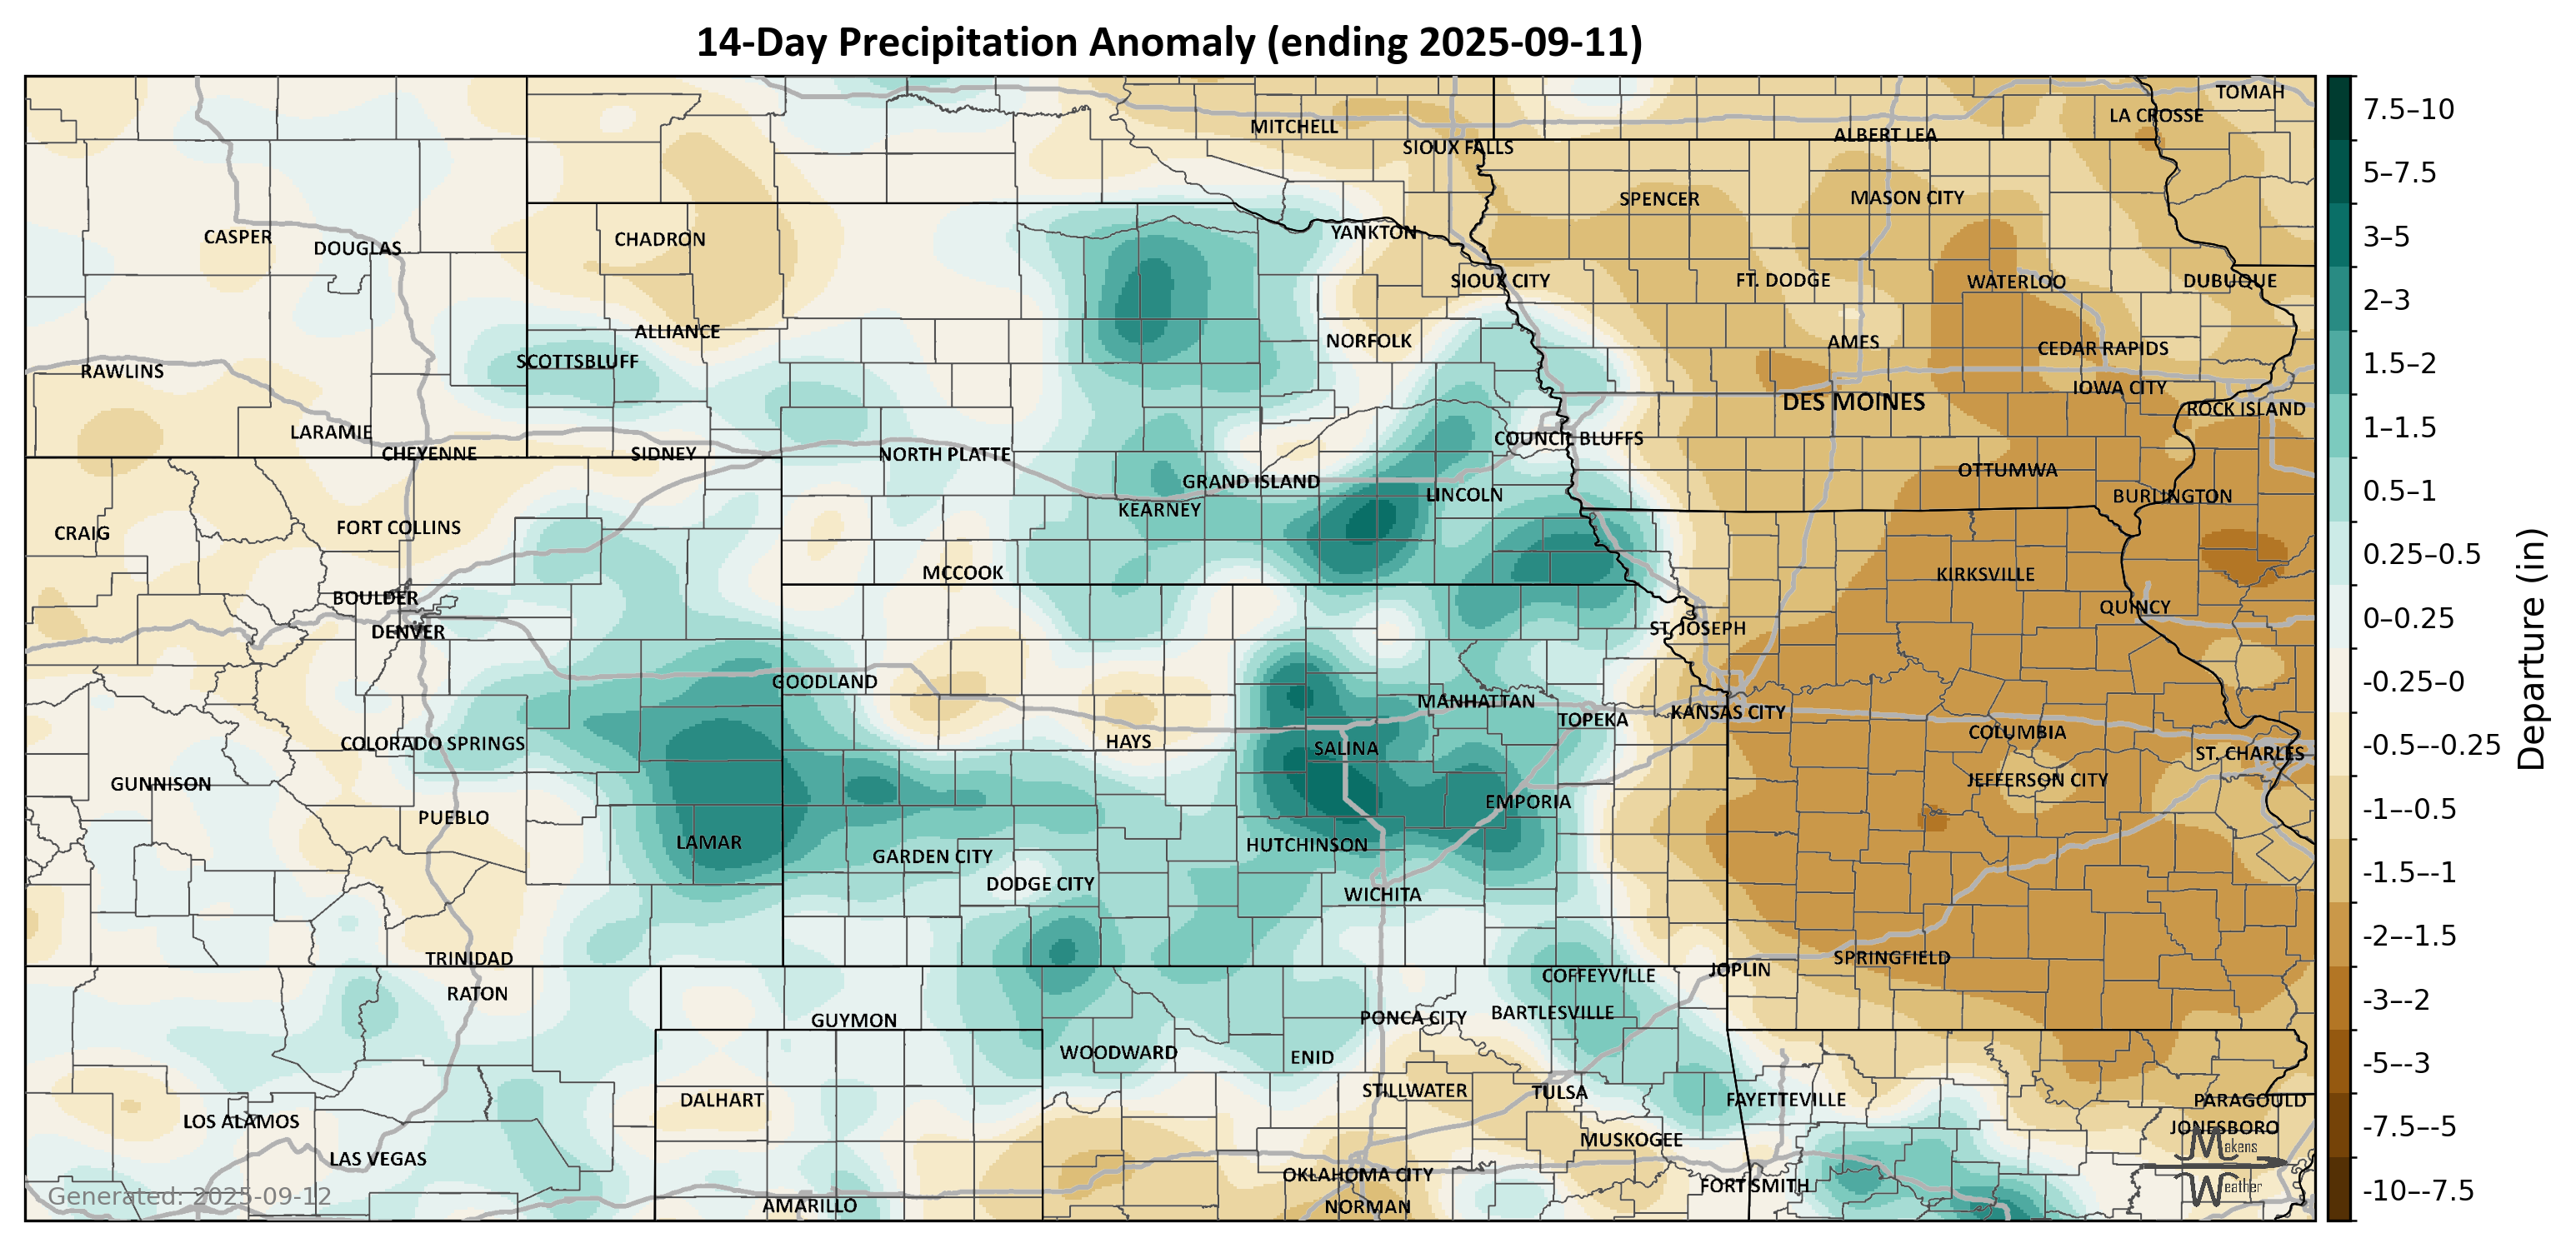 14-Day Precipitation Anomaly (ending 2025-09-11)
TOMAH
LA CROSSE
MITCHELL
ALBERT LEA
SIOUX FALLS
SPENCER
MASON CITY
YANKTON
CASPER
DOUGLAS
CHADRON
SIOUX CITY
FT. DODGE
WATERLOO
DUBUQUE
ALLIANCE
NORFOLK
AMES
CEDAR RAPIDS
SCOTTSBLUFF
RAWLINS
IOWA CITY
DES MOINES
ROCK ISLAND
LARAMIE
COUNCIL BLUFFS
CHEYENNE
SIDNEY
NORTH PLATTE
OTTUMWA
GRAND ISLAND
LINCOLN
BURLINGTON
KEARNEY
CRAIG
FORT COLLINS
MCCOOK
KIRKSVILLE
BOULDER
QUINCY
DENVER
ST. JOSEPH
GOODLAND
MANHATTAN
KANSAS CITY
TOPEKA
COLUMBIA
COLORADO SPRINGS
HAYS
SALINA
ST. CHARLES
GUNNISON
JEFFERSON CITY
EMPORIA
PUEBLO
LAMAR
HUTCHINSON
GARDEN CITY
DODGE CITY
WICHITA
TRINIDAD
SPRINGFIELD
COFFEYVILLE
JOPLIN
RATON
GUYMON
PONCA CITY
BARTLESVILLE
WOODWARD
ENID
STILLWATER
TULSA
DALHART
FAYETTEVILLE
PARAGOULD
LOS ALAMOS
JONESBORO
MUSKOGEE
LAS VEGAS
OKLAHOMA CITY
FORT SMITH
AMARILLO
NORMAN
Generated: 2025-09-12
Makens
Weather
7.5–10
5–7.5
3–5
2–3
1.5–2
1–1.5
0.5–1
0.25–0.5
0–0.25
-0.25–0
-0.5–-0.25
-1–-0.5
-1.5–-1
-2–-1.5
-3–-2
-5–-3
-7.5–-5
-10–-7.5
Departure (in)